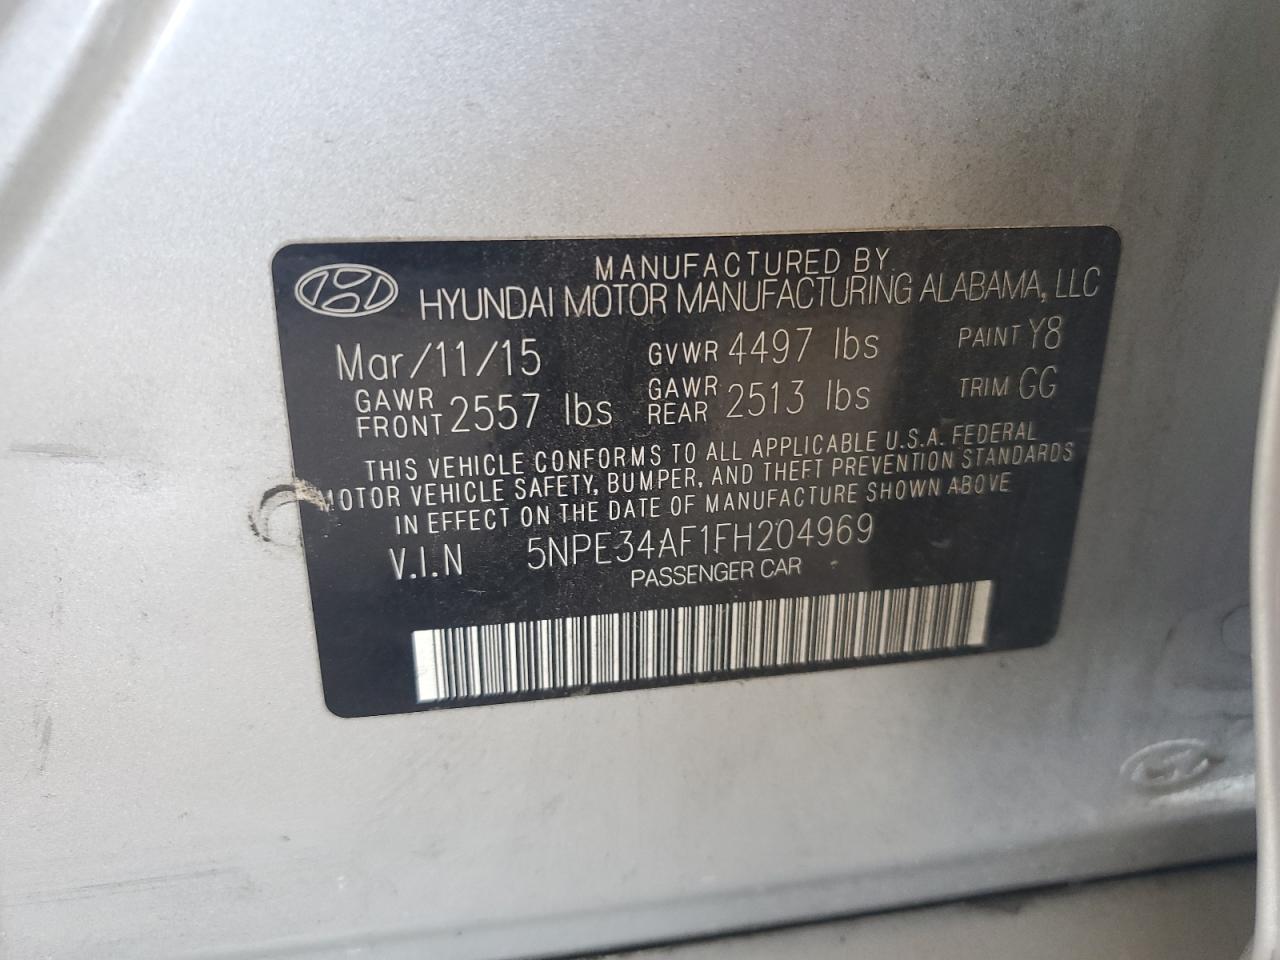 MANUFACTURED BY
HYUNDAI MOTOR MANUFACTURING ALABAMA, LLC
Mar/11/15 GVWR 4497 lbs PAINT Y8
GAWR FRONT 2557 lbs GAWR REAR 2513 lbs TRIM GG
THIS VEHICLE CONFORMS TO ALL APPLICABLE U.S.A. FEDERAL
MOTOR VEHICLE SAFETY, BUMPER, AND THEFT PREVENTION STANDARDS
IN EFFECT ON THE DATE OF MANUFACTURE SHOWN ABOVE
V.I.N 5NPE34AF1FH204969
PASSENGER CAR